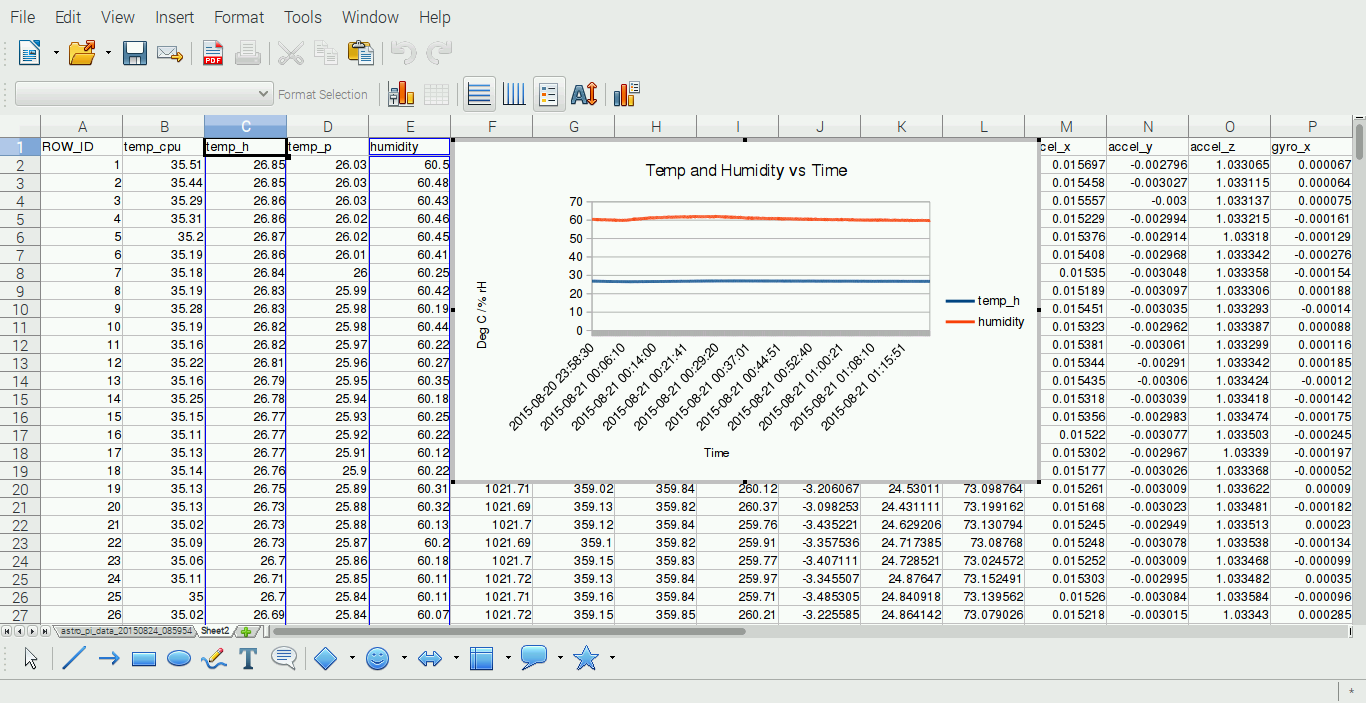 File Edit View Insert Format Tools Window Help
PDF
Format Selection
A B C D E F G H I J K L M N O P
1 ROW_ID temp_cpu temp_h temp_p humidity cel_x accel_y accel_z gyro_x
2 1 35.51 26.85 26.03 60.5 0.015697 -0.002796 1.033065 0.000067
3 2 35.44 26.85 26.03 60.48 0.015458 -0.003027 1.033115 0.000064
4 3 35.29 26.86 26.03 60.43 0.015557 -0.003 1.033137 0.000075
5 4 35.31 26.86 26.02 60.46 0.015229 -0.002994 1.033215 -0.000161
6 5 35.2 26.87 26.02 60.45 0.015376 -0.002914 1.03318 -0.000129
7 6 35.19 26.86 26.01 60.41 0.015408 -0.002968 1.033342 -0.000276
8 7 35.18 26.84 26 60.25 0.01535 -0.003048 1.033358 -0.000154
9 8 35.19 26.83 25.99 60.42 0.015189 -0.003097 1.033306 0.000188
10 9 35.28 26.83 25.98 60.19 0.015451 -0.003035 1.033293 -0.00014
11 10 35.19 26.82 25.98 60.44 0.015323 -0.002962 1.033387 0.000088
12 11 35.16 26.82 25.97 60.22 0.015381 -0.003061 1.033299 0.000116
13 12 35.22 26.81 25.96 60.27 0.015344 -0.00291 1.033342 0.000185
14 13 35.16 26.79 25.95 60.35 0.015435 -0.00306 1.033424 -0.00012
15 14 35.25 26.78 25.94 60.18 0.015318 -0.003039 1.033418 -0.000142
16 15 35.15 26.77 25.93 60.25 0.015356 -0.002983 1.033474 -0.000175
17 16 35.11 26.77 25.92 60.22 0.01522 -0.003077 1.033503 -0.000245
18 17 35.13 26.77 25.91 60.12 0.015302 -0.002967 1.03339 -0.000197
19 18 35.14 26.76 25.9 60.22 0.015177 -0.003026 1.033368 -0.000052
20 19 35.13 26.75 25.89 60.31 1021.71 359.02 359.84 260.12 -3.206067 24.53011 73.098764 0.015261 -0.003009 1.033622 0.00009
21 20 35.13 26.73 25.88 60.32 1021.69 359.13 359.82 260.37 -3.098253 24.431111 73.199162 0.015168 -0.003023 1.033481 -0.000182
22 21 35.02 26.73 25.88 60.13 1021.7 359.12 359.84 259.76 -3.435221 24.629206 73.130794 0.015245 -0.002949 1.033513 0.00023
23 22 35.09 26.73 25.87 60.2 1021.69 359.1 359.82 259.91 -3.357536 24.717385 73.08768 0.015248 -0.003078 1.033538 -0.000134
24 23 35.06 26.7 25.86 60.18 1021.7 359.15 359.83 259.77 -3.407111 24.728521 73.024572 0.015252 -0.003009 1.033468 -0.000099
25 24 35.11 26.71 25.85 60.11 1021.72 359.13 359.84 259.97 -3.345507 24.87647 73.152491 0.015303 -0.002995 1.033482 0.00035
26 25 35 26.7 25.84 60.11 1021.71 359.16 359.84 259.71 -3.485305 24.840918 73.139562 0.01526 -0.003084 1.033584 -0.000096
27 26 35.02 26.69 25.84 60.07 1021.72 359.15 359.85 260.21 -3.225585 24.864142 73.079026 0.015218 -0.003015 1.03343 0.000285
Temp and Humidity vs Time
70
60
50
40
30
20
10
0
Deg C / % rH
temp_h
humidity
2015-08-20 23:58:30
2015-08-21 00:06:10
2015-08-21 00:14:00
2015-08-21 00:21:41
2015-08-21 00:29:20
2015-08-21 00:37:01
2015-08-21 00:44:51
2015-08-21 00:52:40
2015-08-21 01:00:21
2015-08-21 01:08:10
2015-08-21 01:15:51
Time
astro_pi_data_20150824_085954 Sheet2
T
*